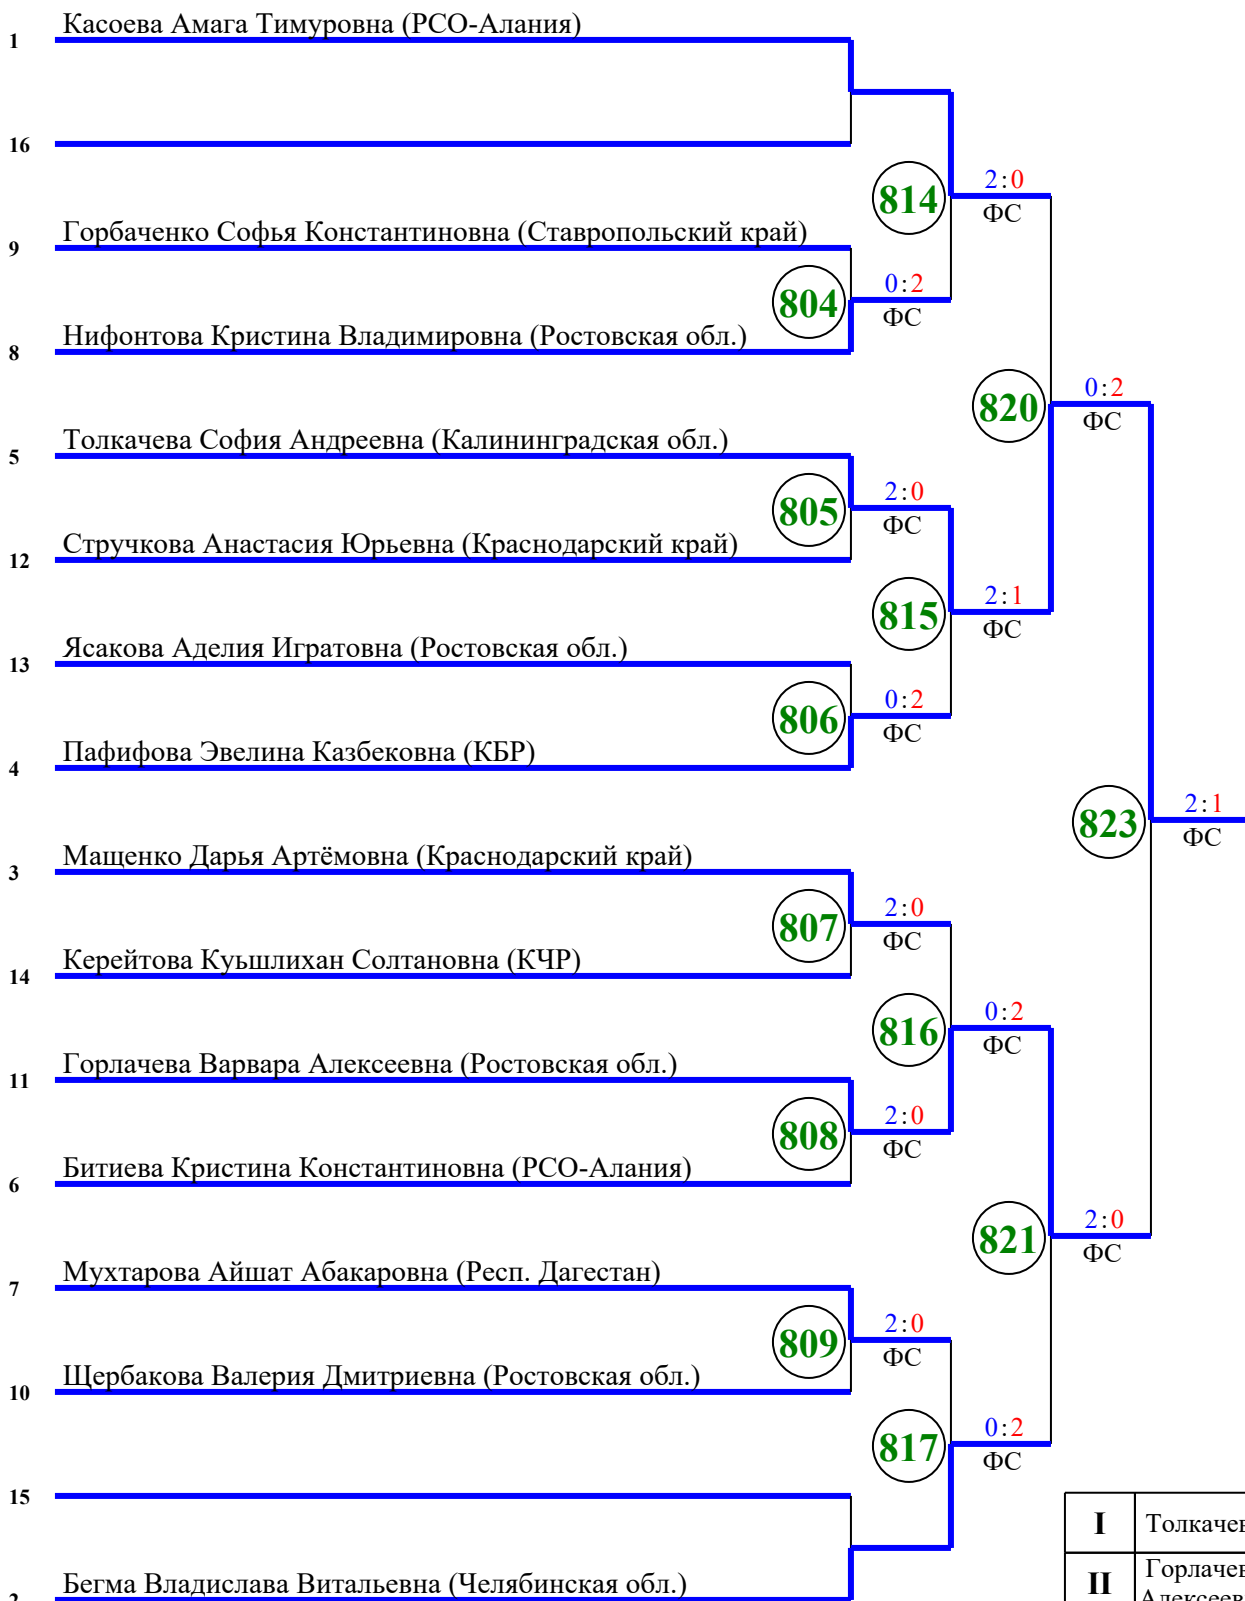 Касоева Амага Тимуровна (РСО-Алания)
1
16
814
2:0
ФС
Горбаченко Софья Константиновна (Ставропольский край)
9
804
0:2
ФС
Нифонтова Кристина Владимировна (Ростовская обл.)
8
820
0:2
ФС
Толкачева София Андреевна (Калининградская обл.)
5
805
2:0
ФС
Стручкова Анастасия Юрьевна (Краснодарский край)
12
815
2:1
ФС
Ясакова Аделия Игратовна (Ростовская обл.)
13
806
0:2
ФС
Пафифова Эвелина Казбековна (КБР)
4
823
2:1
ФС
Мащенко Дарья Артёмовна (Краснодарский край)
3
807
2:0
ФС
Керейтова Куьшлихан Солтановна (КЧР)
14
816
0:2
ФС
Горлачева Варвара Алексеевна (Ростовская обл.)
11
808
2:0
ФС
Битиева Кристина Константиновна (РСО-Алания)
6
821
2:0
ФС
Мухтарова Айшат Абакаровна (Респ. Дагестан)
7
809
2:0
ФС
Щербакова Валерия Дмитриевна (Ростовская обл.)
10
817
0:2
ФС
15
I Толкачев
Бегма Владислава Витальевна (Челябинская обл.)
2
II Горлачев
Алексеев